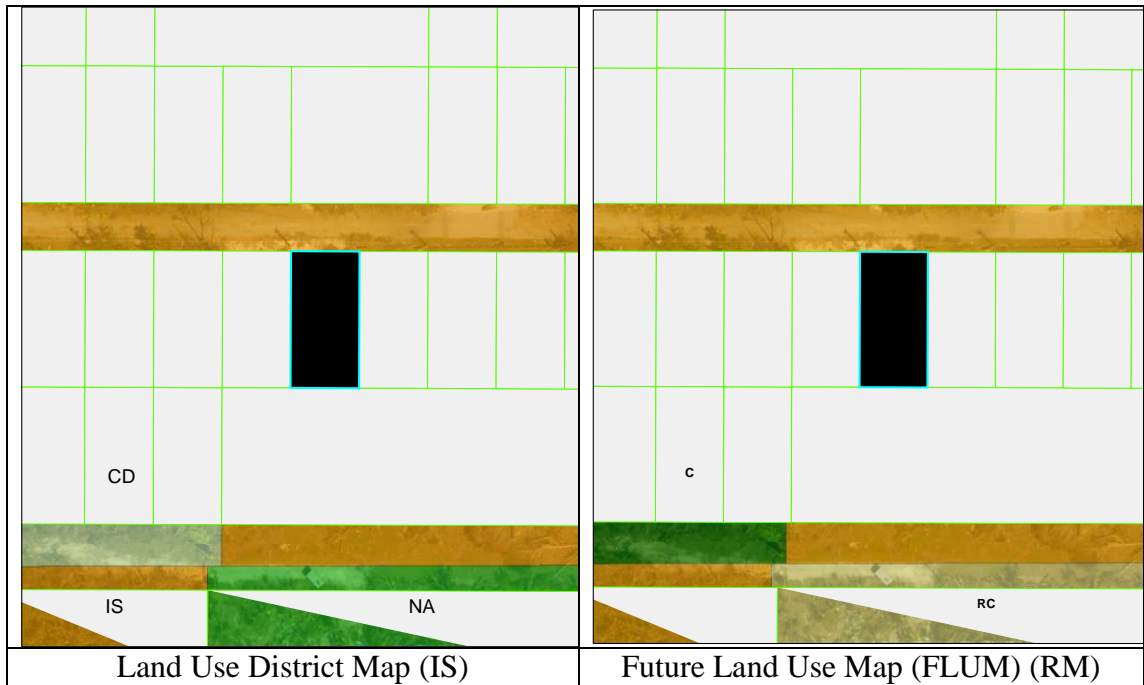 CD
C
IS
NA
RC
Land Use District Map (IS)
Future Land Use Map (FLUM) (RM)